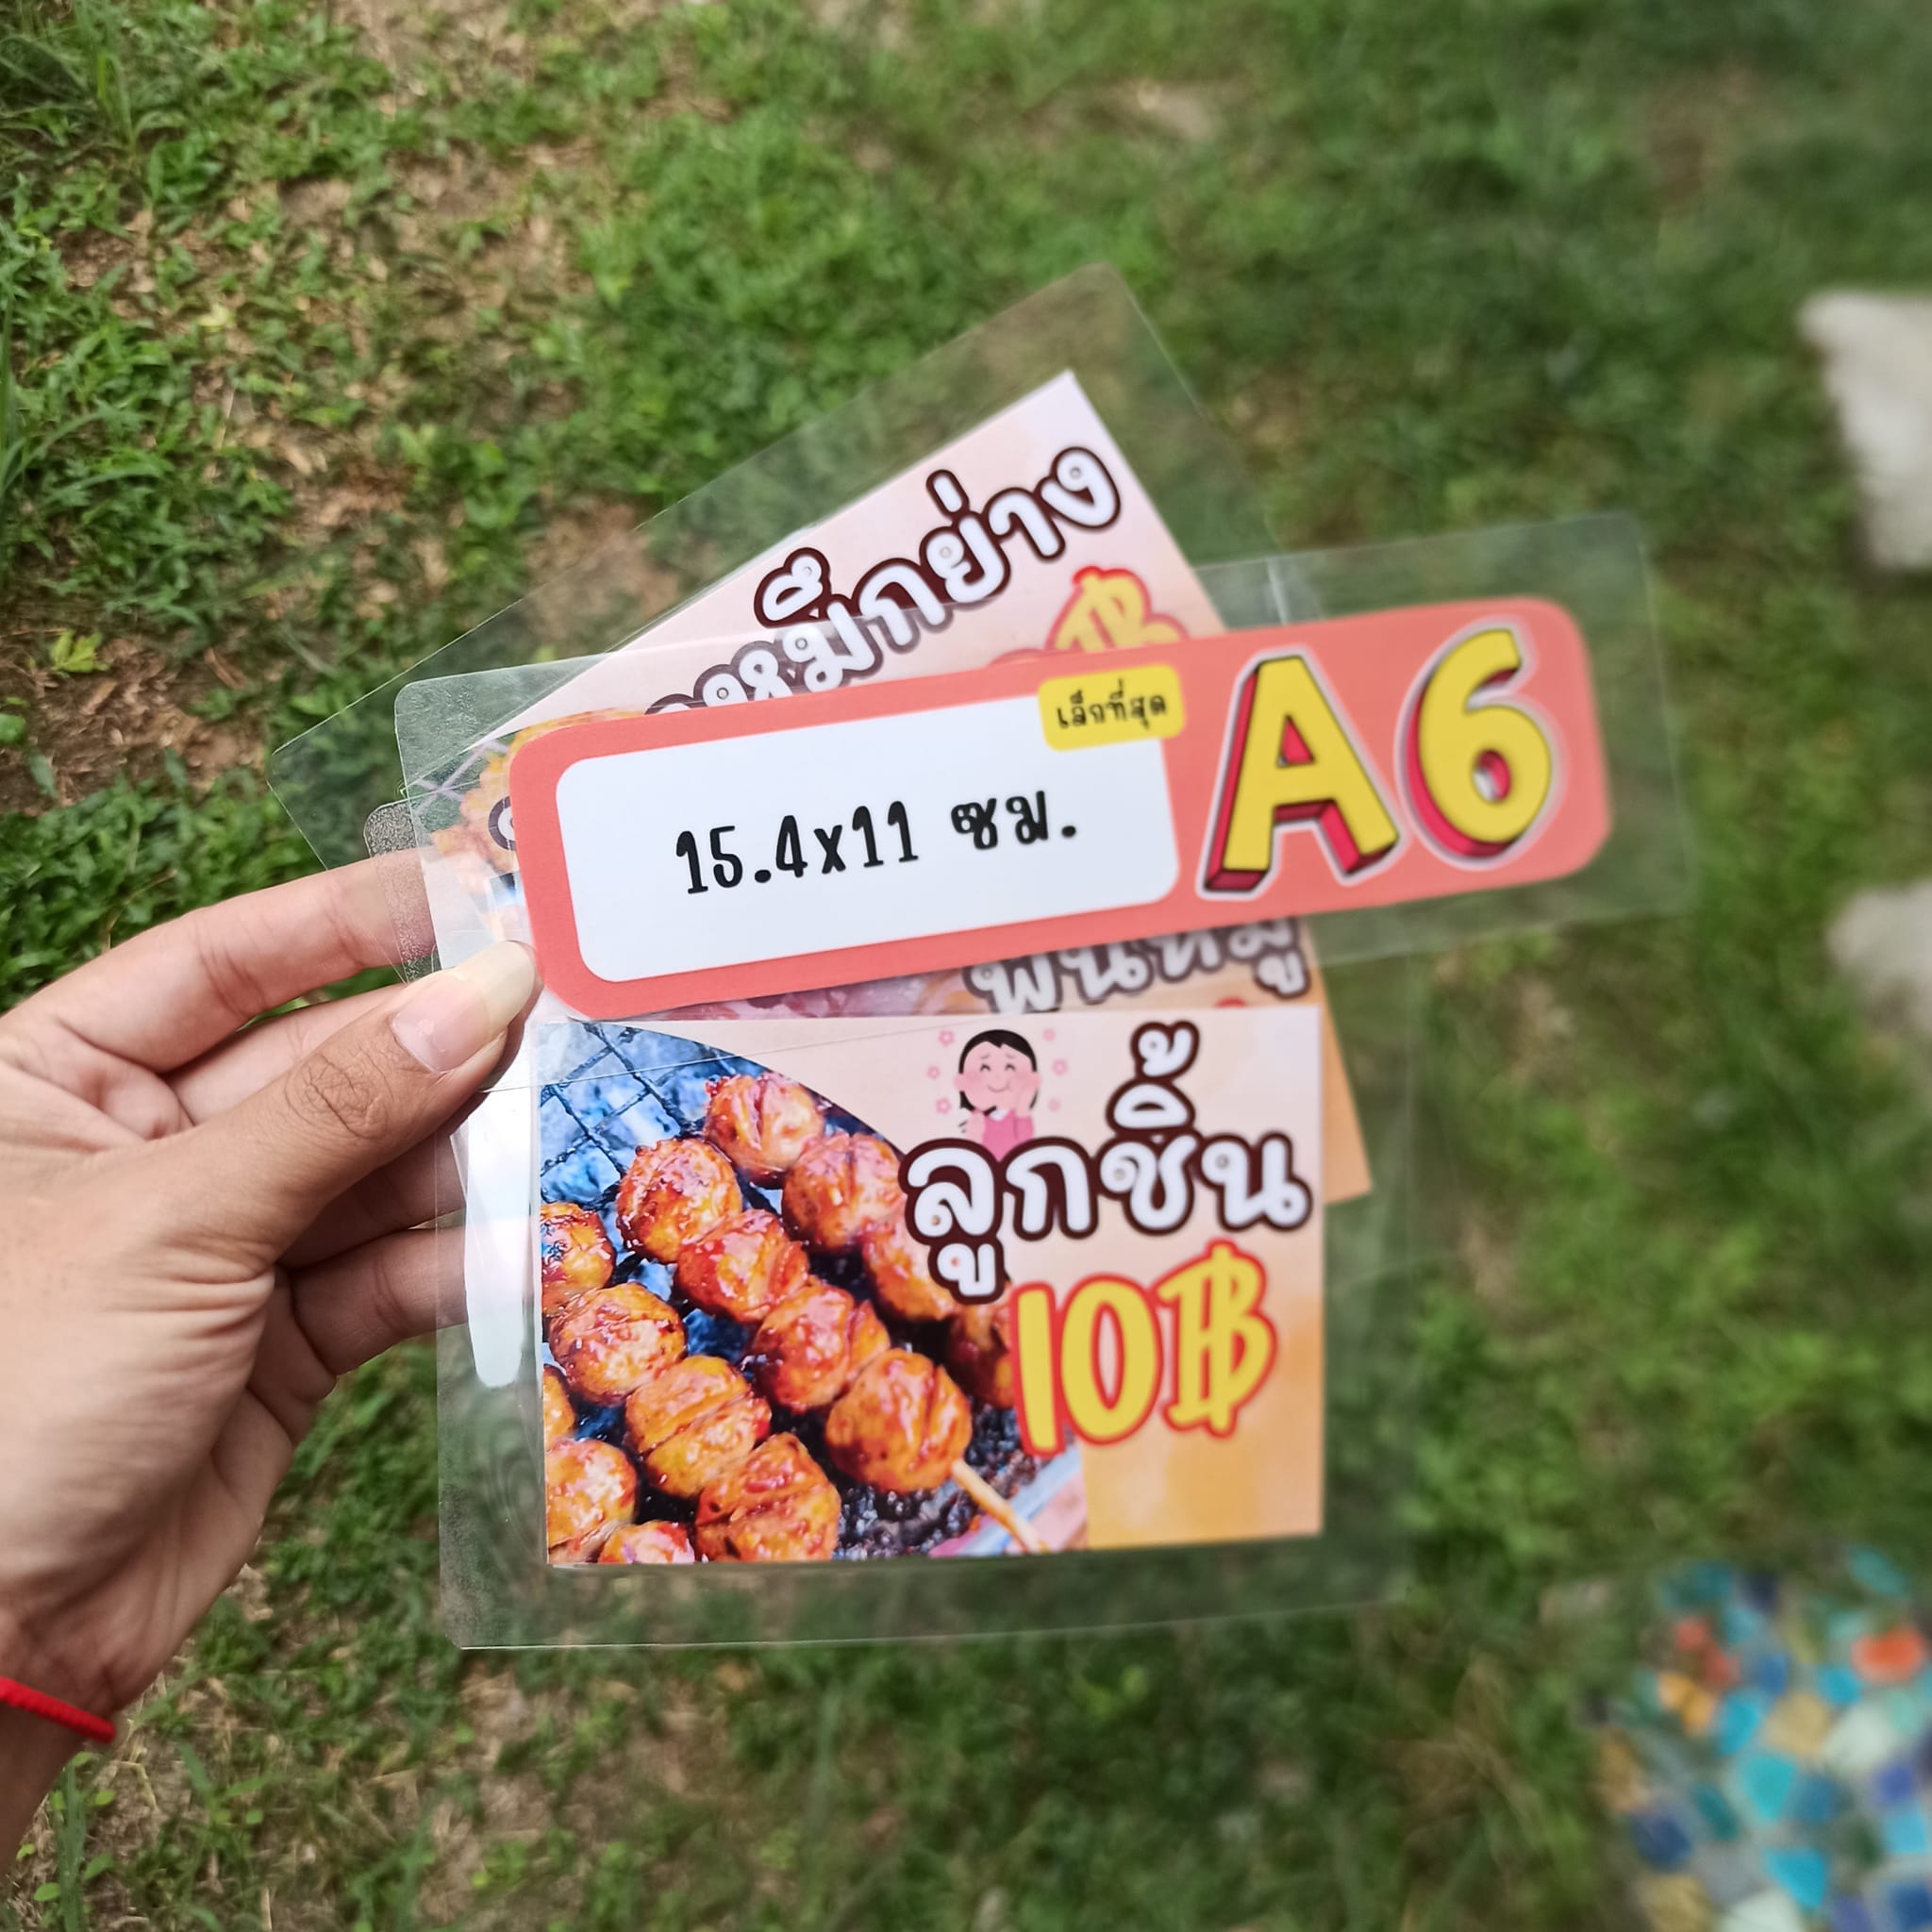 หมึกย่าง
฿
เล็กที่สุด
A6
15.4x11 ซม.
ลูกชิ้น
10฿